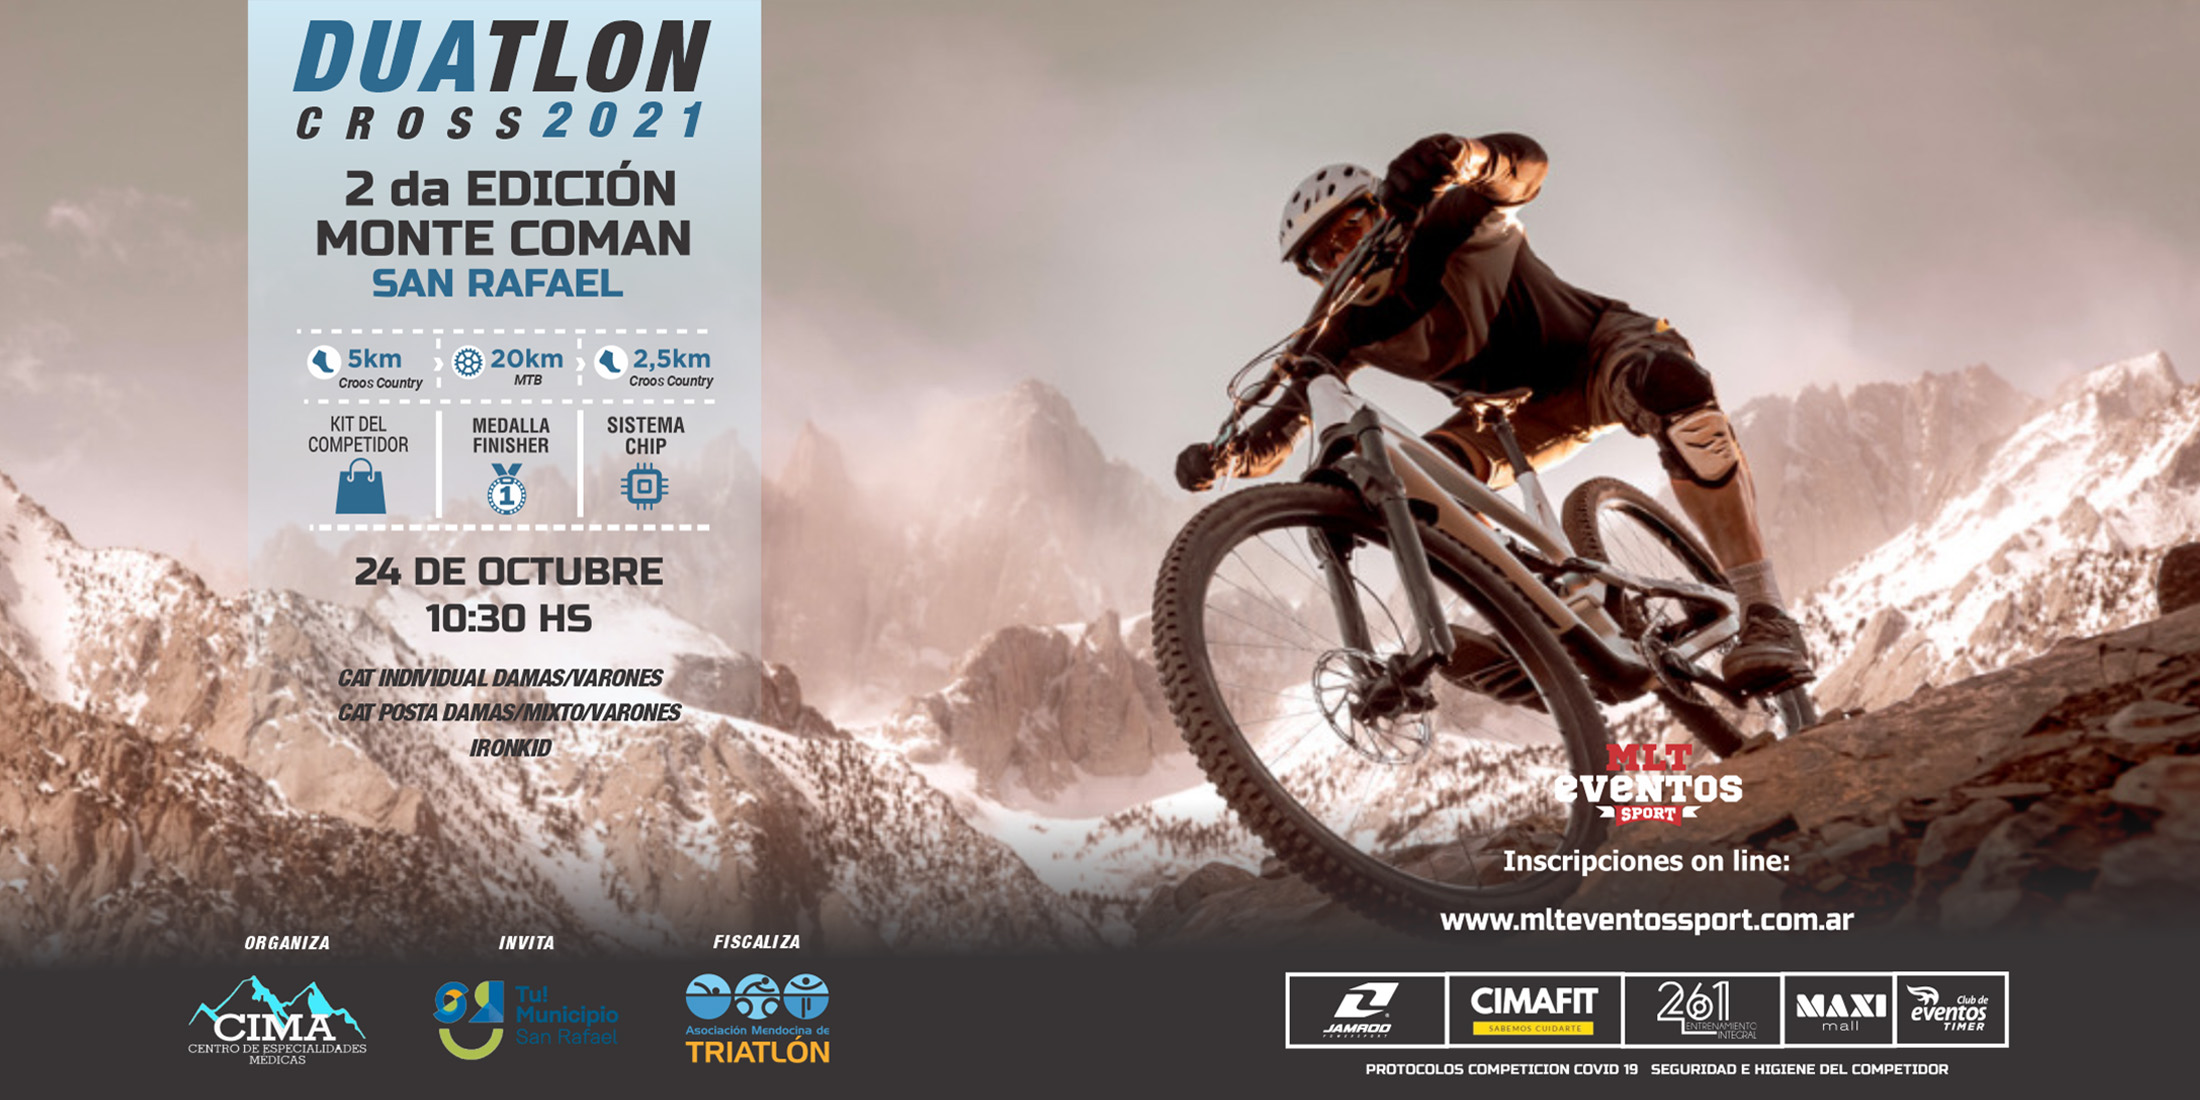 DUATLON
CROSS 2021
2 da EDICIÓN
MONTE COMAN
SAN RAFAEL
5km
Croos Country
20km
MTB
2,5km
Croos Country
KIT DEL
COMPETIDOR
MEDALLA
FINISHER
1
SISTEMA
CHIP
24 DE OCTUBRE
10:30 HS
CAT INDIVIDUAL DAMAS/VARONES
CAT POSTA DAMAS/MIXTO/VARONES
IRONKID
MLT
eventos
SPORT
Inscripciones on line:
www.mlteventossport.com.ar
ORGANIZA
CIMA
CENTRO DE ESPECIALIDADES
MEDICAS
INVITA
Tu!
Municipio
San Rafael
FISCALIZA
Asociación Mendocina de
TRIATLÓN
JAMROD
POWERSPORT
CIMAFIT
SABEMOS CUIDARTE
261
ENTRENAMIENTO
INTEGRAL
MAXI
mall
Club de
eventos
TIMER
PROTOCOLOS COMPETICION COVID 19 SEGURIDAD E HIGIENE DEL COMPETIDOR